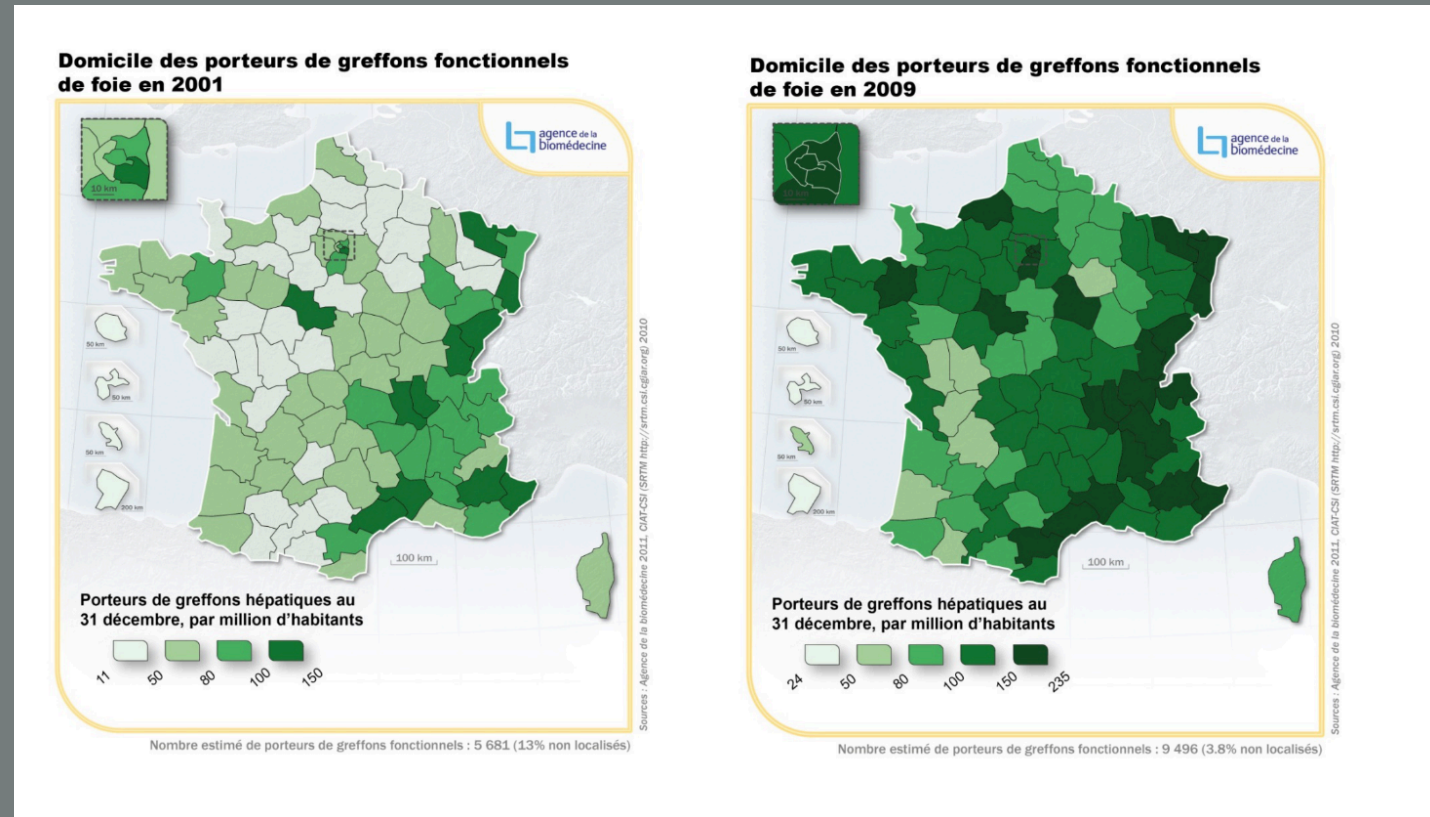 Domicile des porteurs de greffons fonctionnels
de foie en 2001
agence de la
biomédecine
10 km
50 km
50 km
50 km
200 km
100 km
Porteurs de greffons hépatiques au
31 décembre, par million d'habitants
11 50 80 100 150
Sources : Agence de la biomédecine 2011, CIAT-CSI (SRTM http://srtm.csi.cgiar.org) 2010
Nombre estimé de porteurs de greffons fonctionnels : 5 681 (13% non localisés)
Domicile des porteurs de greffons fonctionnels
de foie en 2009
agence de la
biomédecine
10 km
50 km
50 km
50 km
200 km
100 km
Porteurs de greffons hépatiques au
31 décembre, par million d'habitants
24 50 80 100 150 235
Sources : Agence de la biomédecine 2011, CIAT-CSI (SRTM http://srtm.csi.cgiar.org) 2010
Nombre estimé de porteurs de greffons fonctionnels : 9 496 (3.8% non localisés)